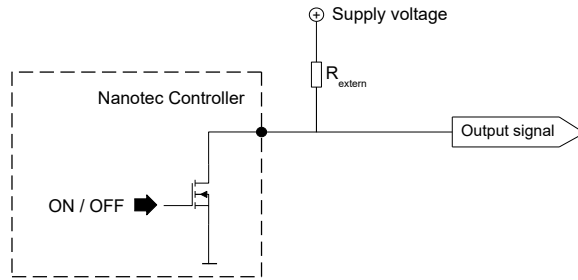 Supply voltage
R extern
Nanotec Controller
Output signal
ON / OFF